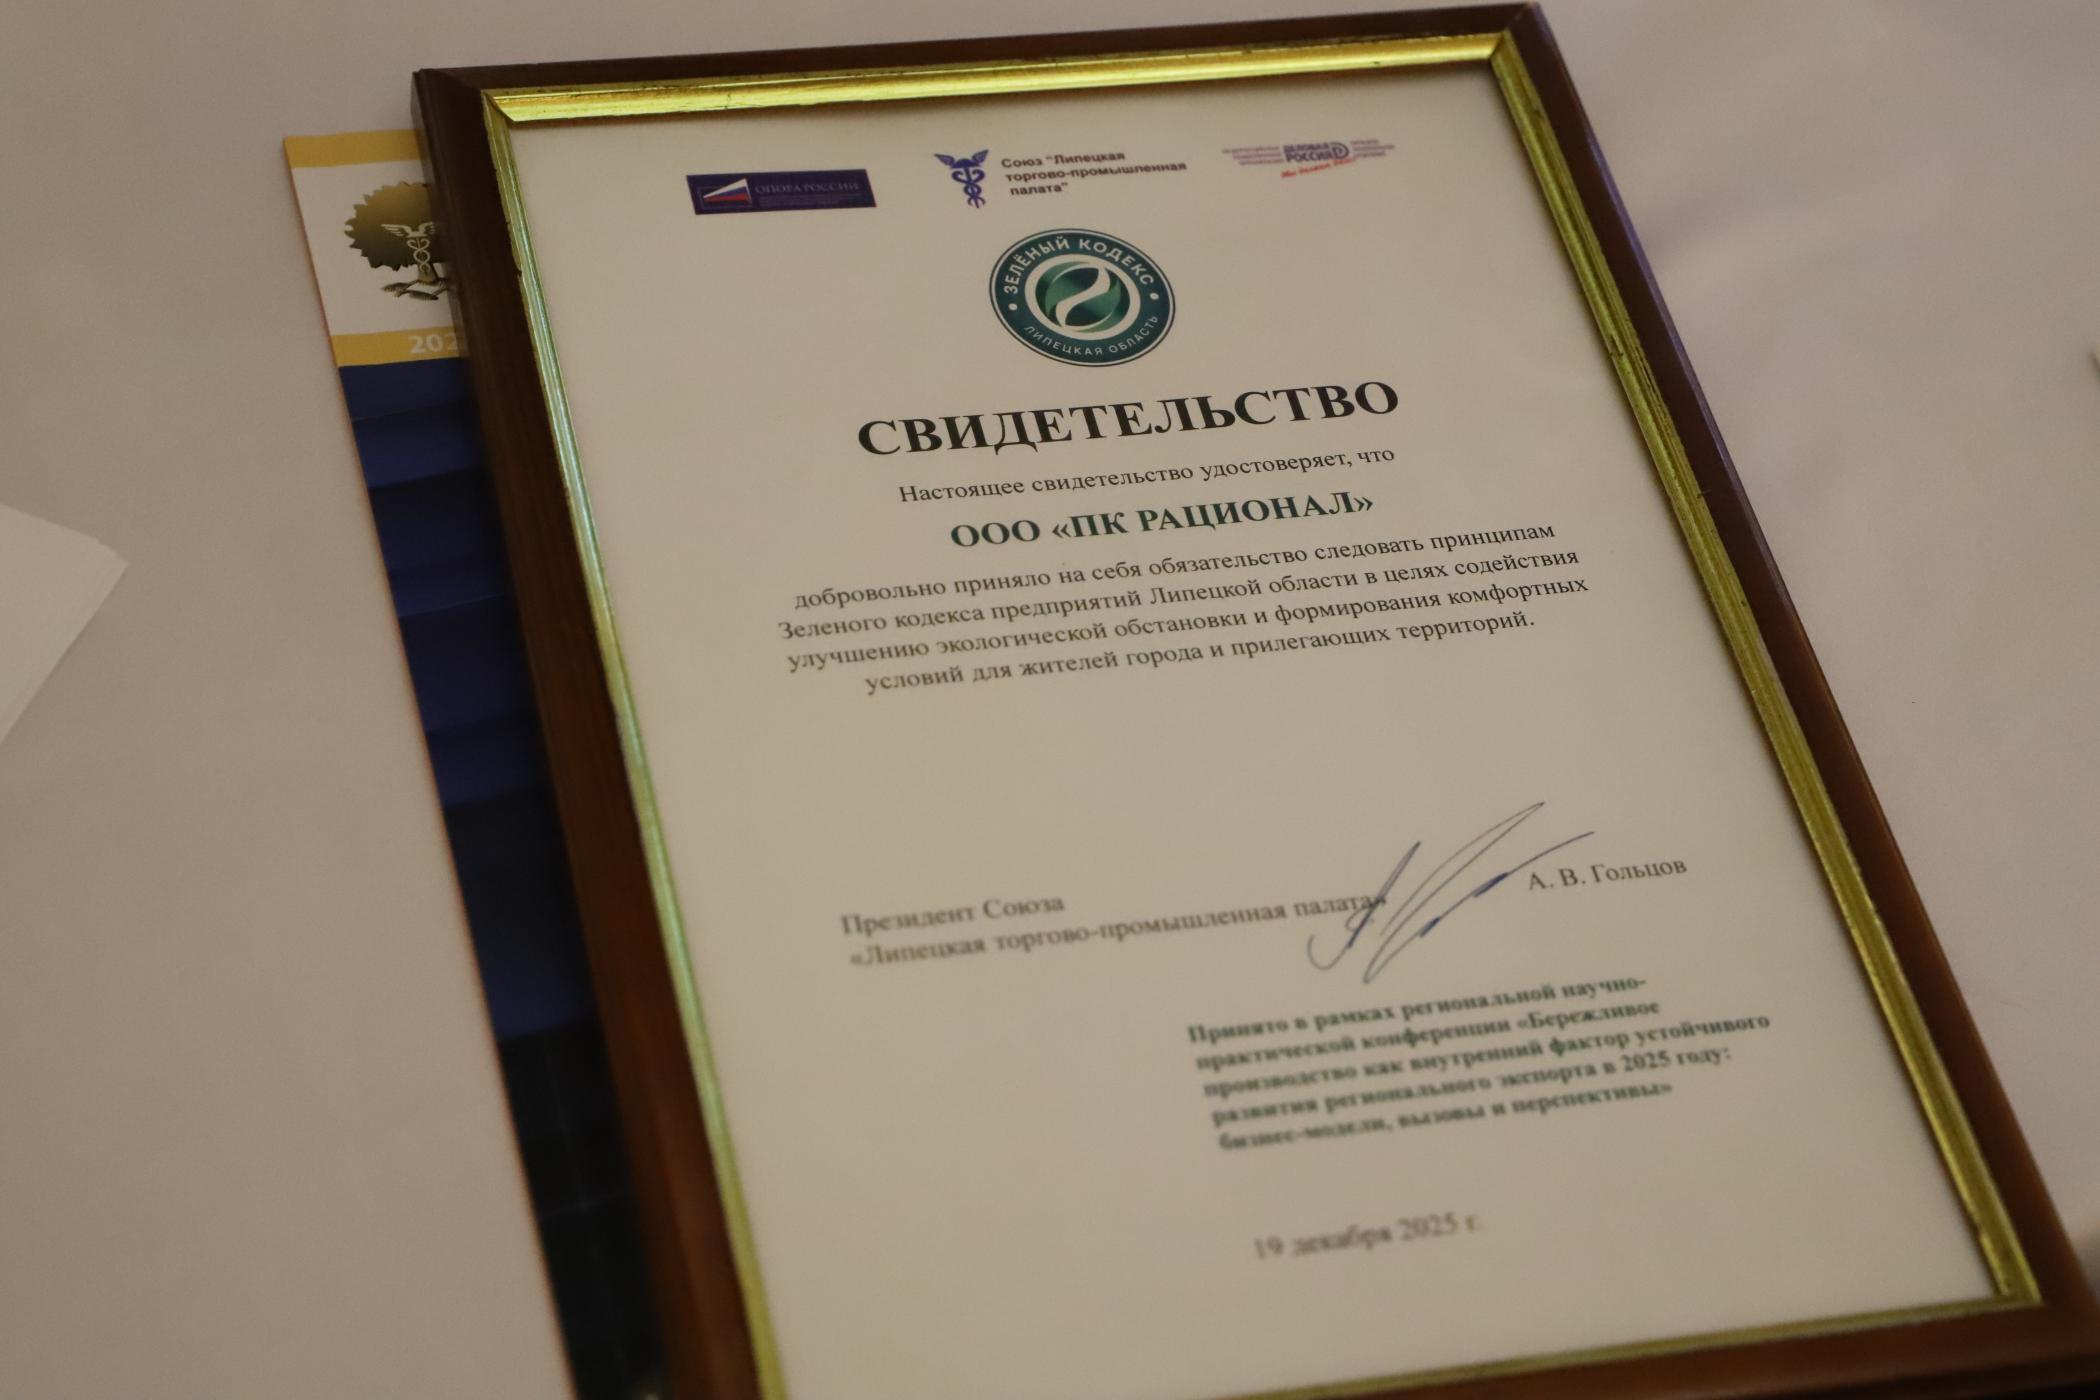 ОПОРА РОССИИ
Союз "Липецкая
торгово-промышленная
палата"
ДЕЛОВАЯ
РОССИЯ
ЗЕЛЁНЫЙ КОДЕКС
ЛИПЕЦКАЯ ОБЛАСТЬ
202
СВИДЕТЕЛЬСТВО
Настоящее свидетельство удостоверяет, что
ООО «ПК РАЦИОНАЛ»
добровольно приняло на себя обязательство следовать принципам
Зеленого кодекса предприятий Липецкой области в целях содействия
улучшению экологической обстановки и формирования комфортных
условий для жителей города и прилегающих территорий.
Президент Союза
«Липецкая торгово-промышленная палата»
А. В. Гольцов
Принято в рамках региональной научно-
практической конференции «Бережливое
производство как внутренний фактор устойчивого
развития регионального экспорта в 2025 году:
бизнес-модели, вызовы и перспективы»
19 декабря 2025 г.